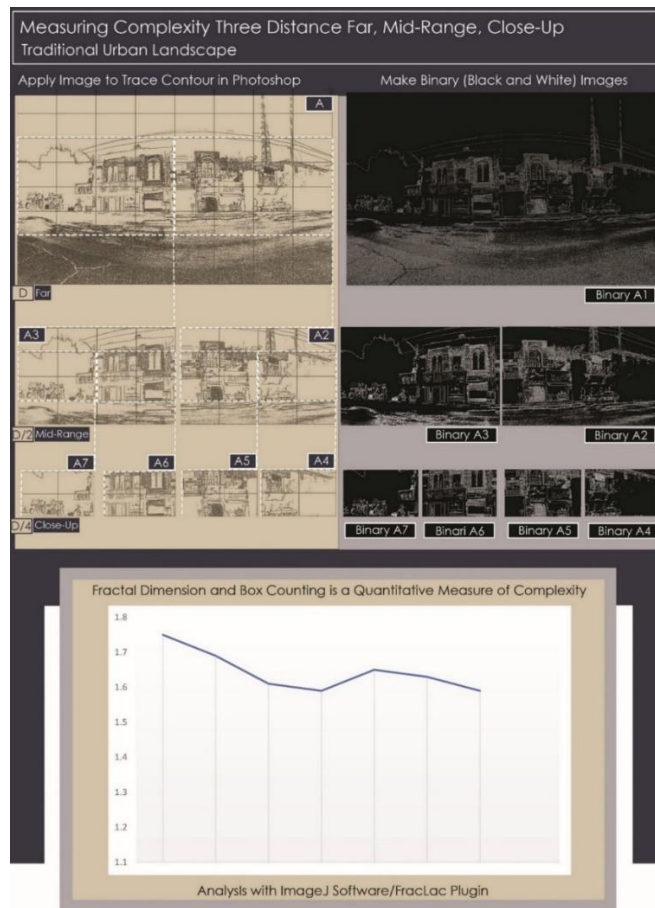 Measuring Complexity Three Distance Far, Mid-Range, Close-Up
Traditional Urban Landscape
Apply Image to Trace Contour in Photoshop
Make Binary (Black and White) Images
A
D Far
Binary A1
A3
A2
D/2 Mid-Range
Binary A3
Binary A2
A7
A6
A5
A4
D/4 Close-Up
Binary A7
Binari A6
Binary A5
Binary A4
Fractal Dimension and Box Counting is a Quantitative Measure of Complexity
1.8
1.7
1.6
1.5
1.4
1.3
1.2
1.1
Analysis with ImageJ Software/FracLac Plugin